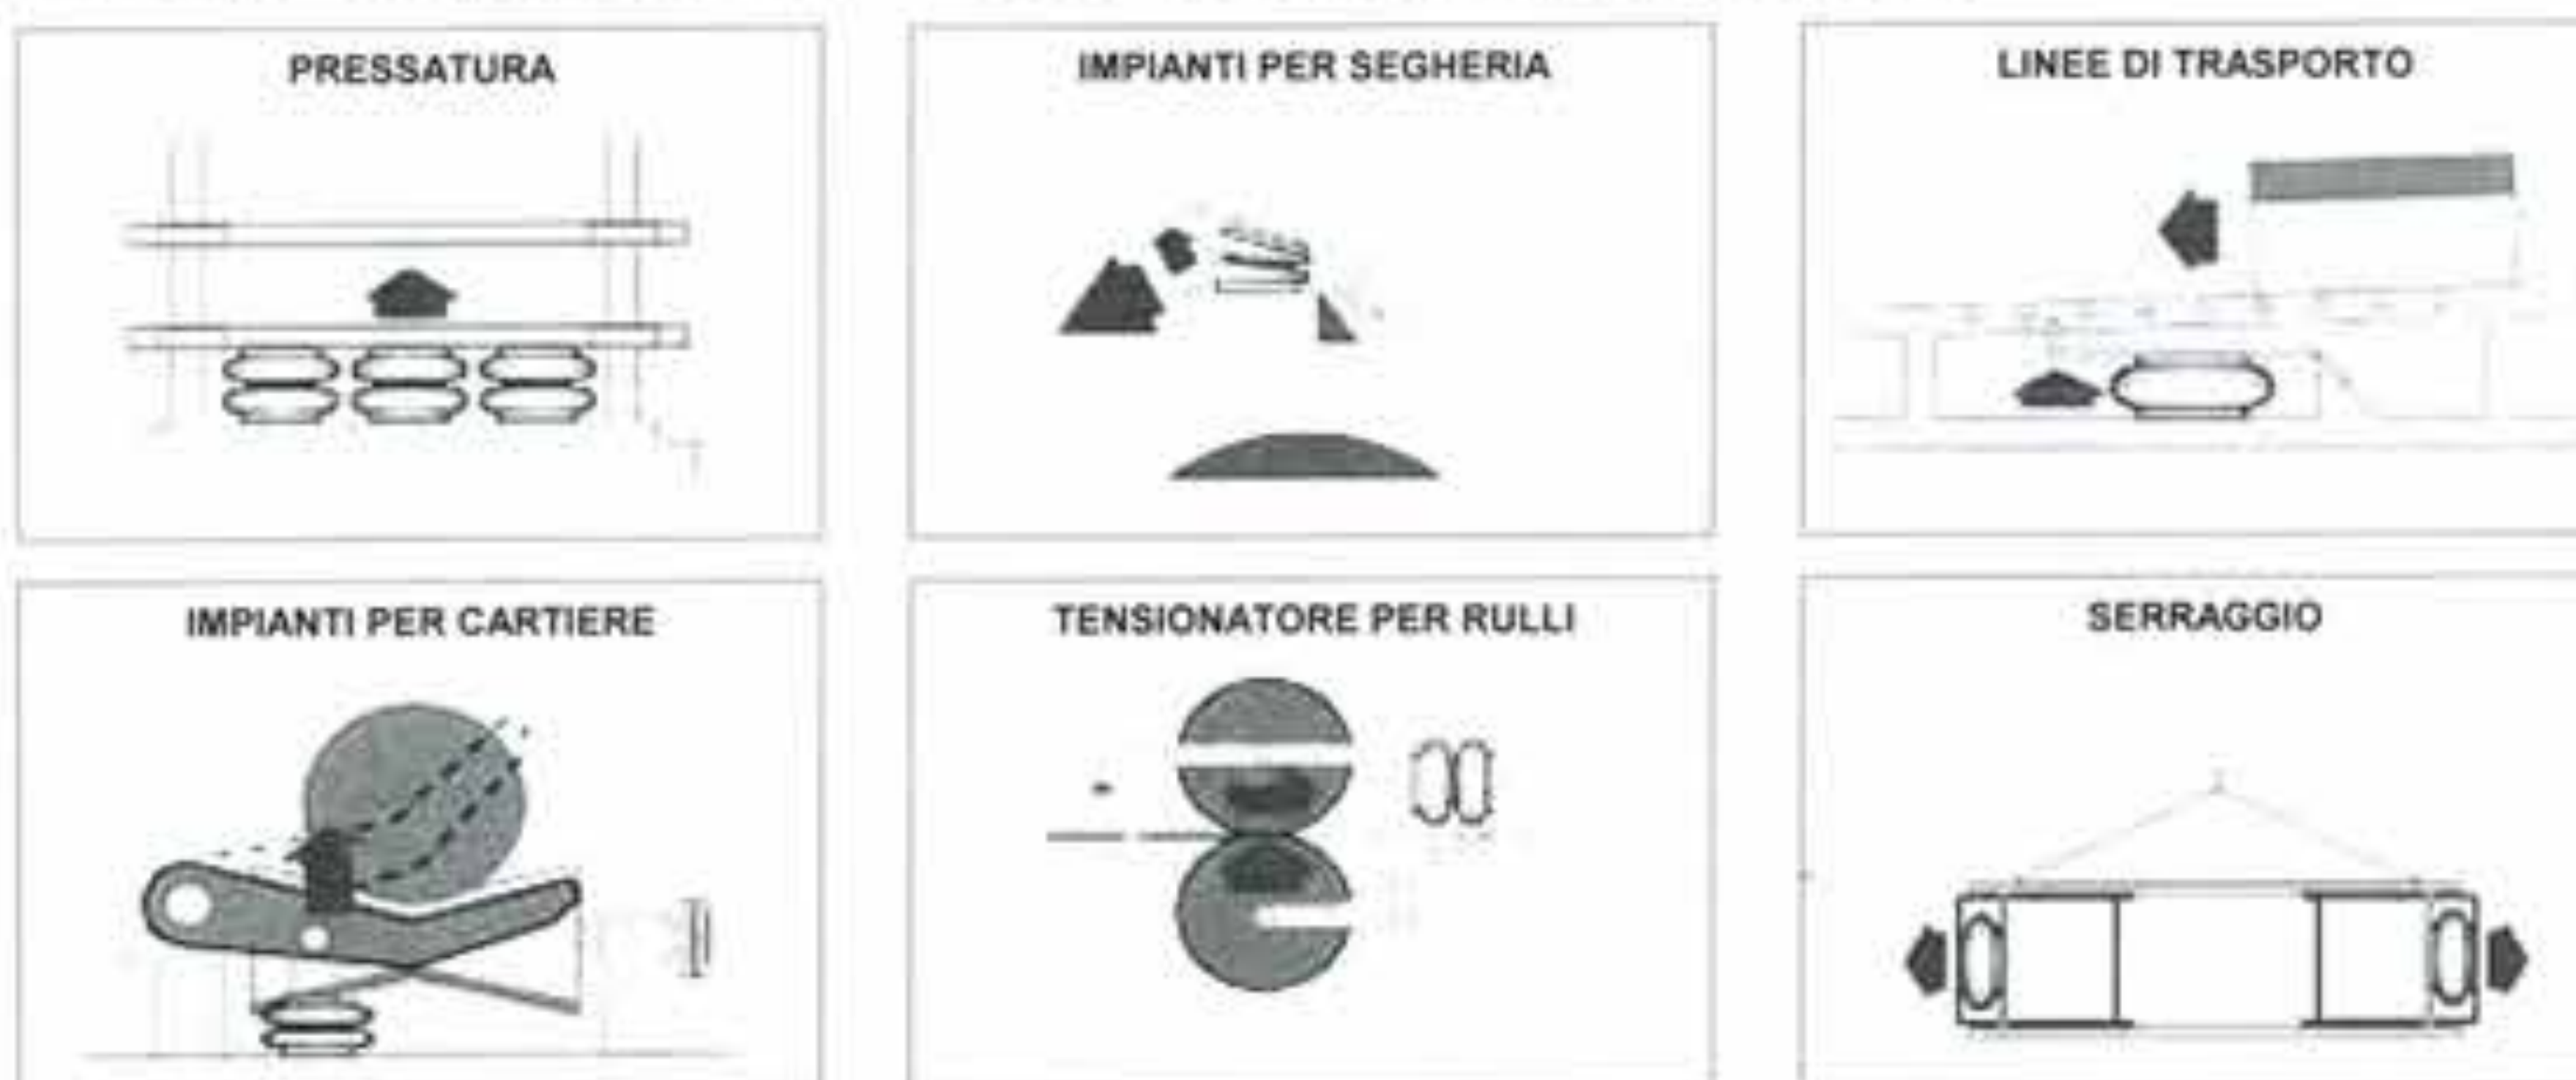 PRESSATURA
IMPIANTI PER SEGHERIA
LINEE DI TRASPORTO
IMPIANTI PER CARTIERE
TENSIONATORE PER RULLI
SERRAGGIO